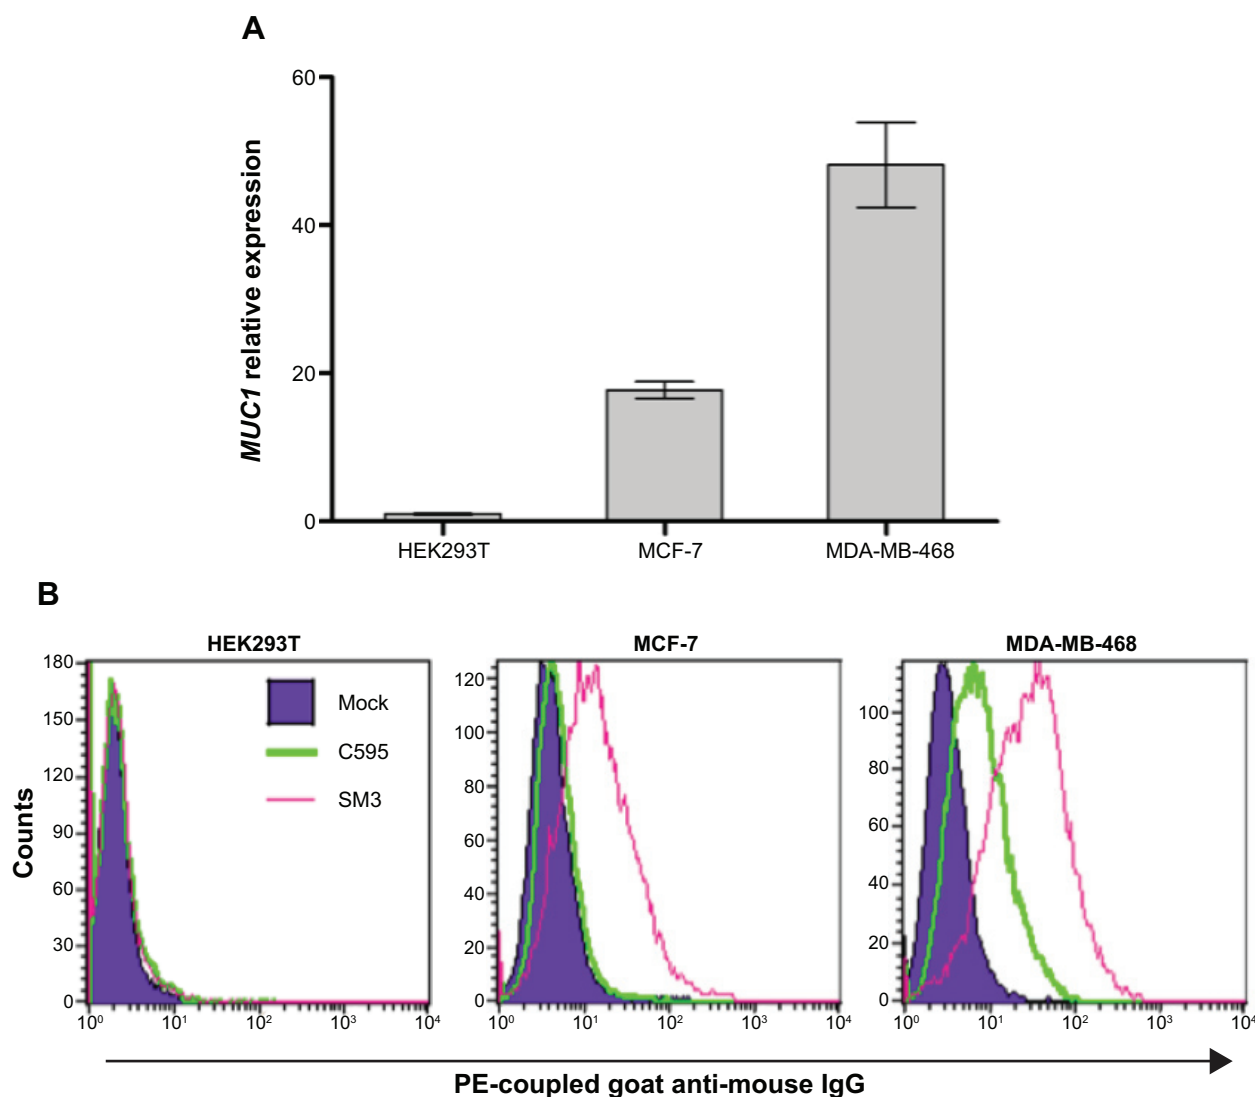 A
60
40
20
0
MUC1 relative expression
HEK293T MCF-7 MDA-MB-468
B
HEK293T MCF-7 MDA-MB-468
Counts
180
150
120
90
60
30
0
Mock
C595
SM3
10⁰ 10¹ 10² 10³ 10⁴
120
100
80
60
40
20
0
10⁰ 10¹ 10² 10³ 10⁴
100
80
60
40
20
0
10⁰ 10¹ 10² 10³ 10⁴
PE-coupled goat anti-mouse IgG